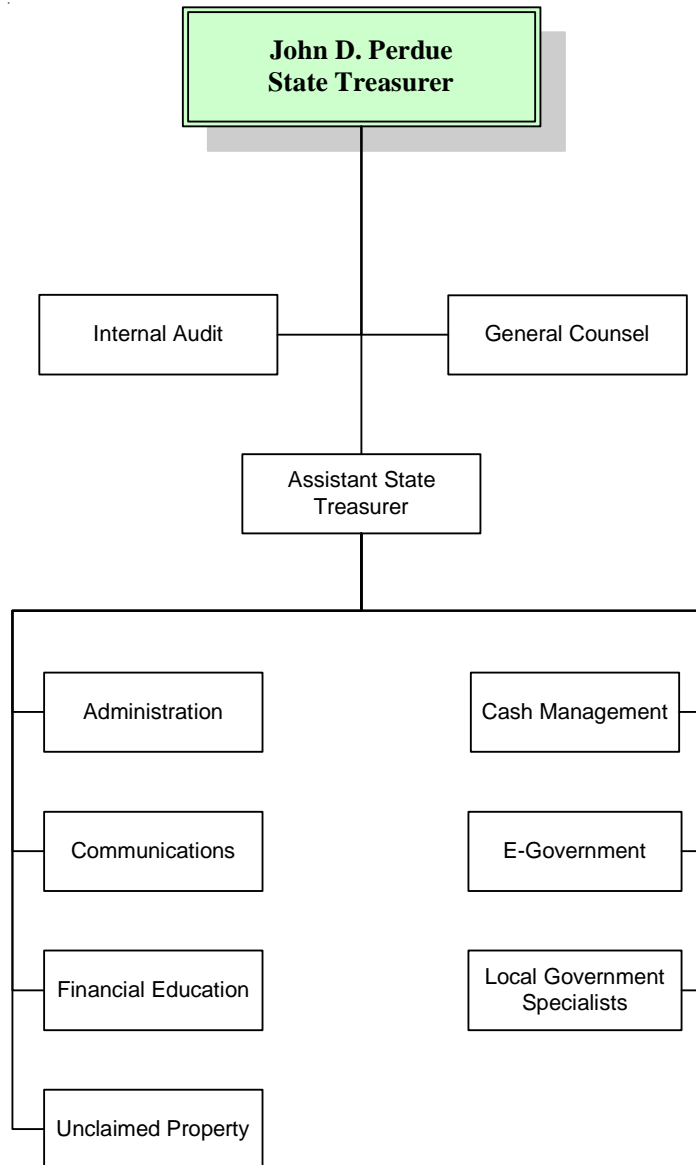 John D. Perdue
State Treasurer
Internal Audit
General Counsel
Assistant State
Treasurer
Administration
Cash Management
Communications
E-Government
Financial Education
Local Government
Specialists
Unclaimed Property